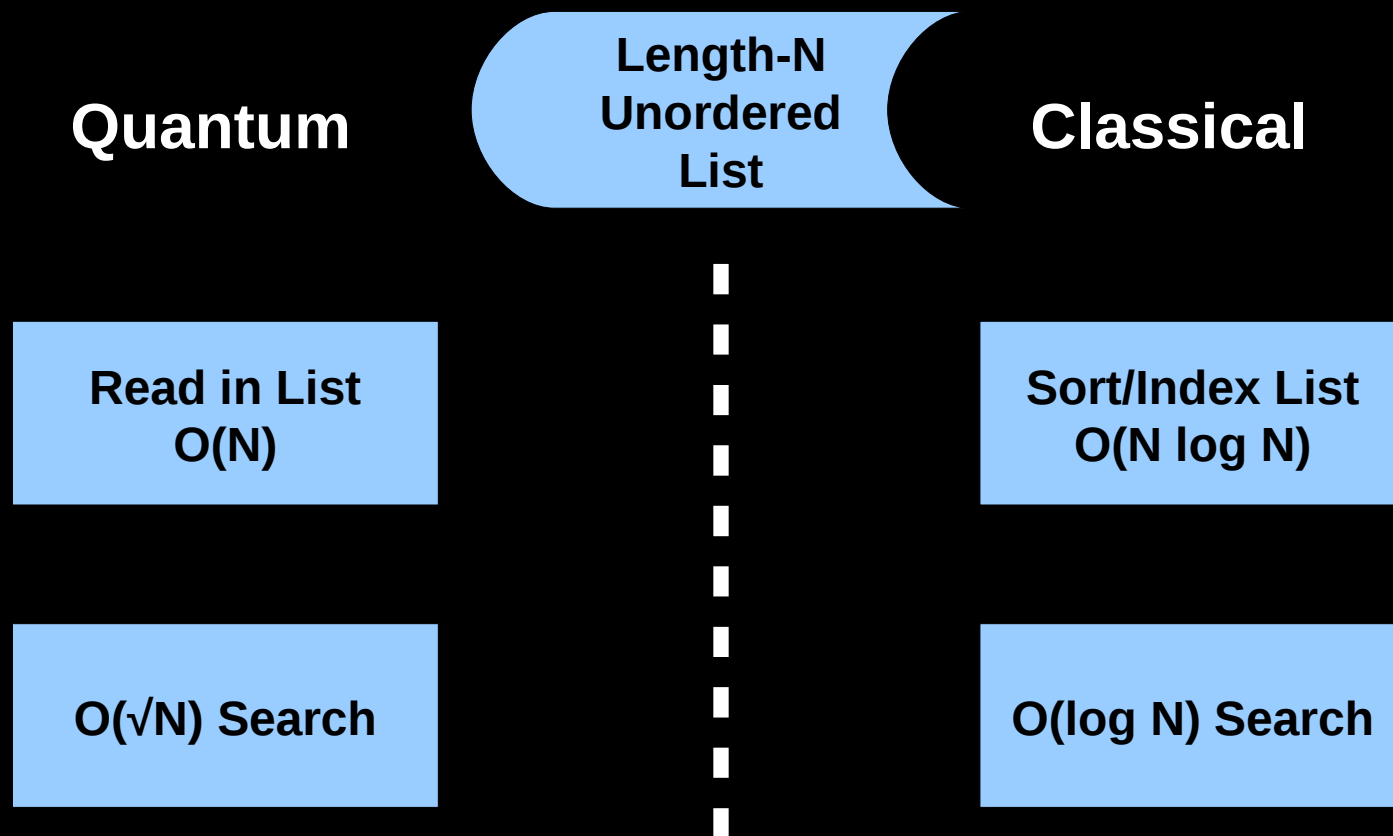 Length-N
Unordered
List
Quantum
Classical
Read in List
O(N)
Sort/Index List
O(N log N)
O(√N) Search
O(log N) Search